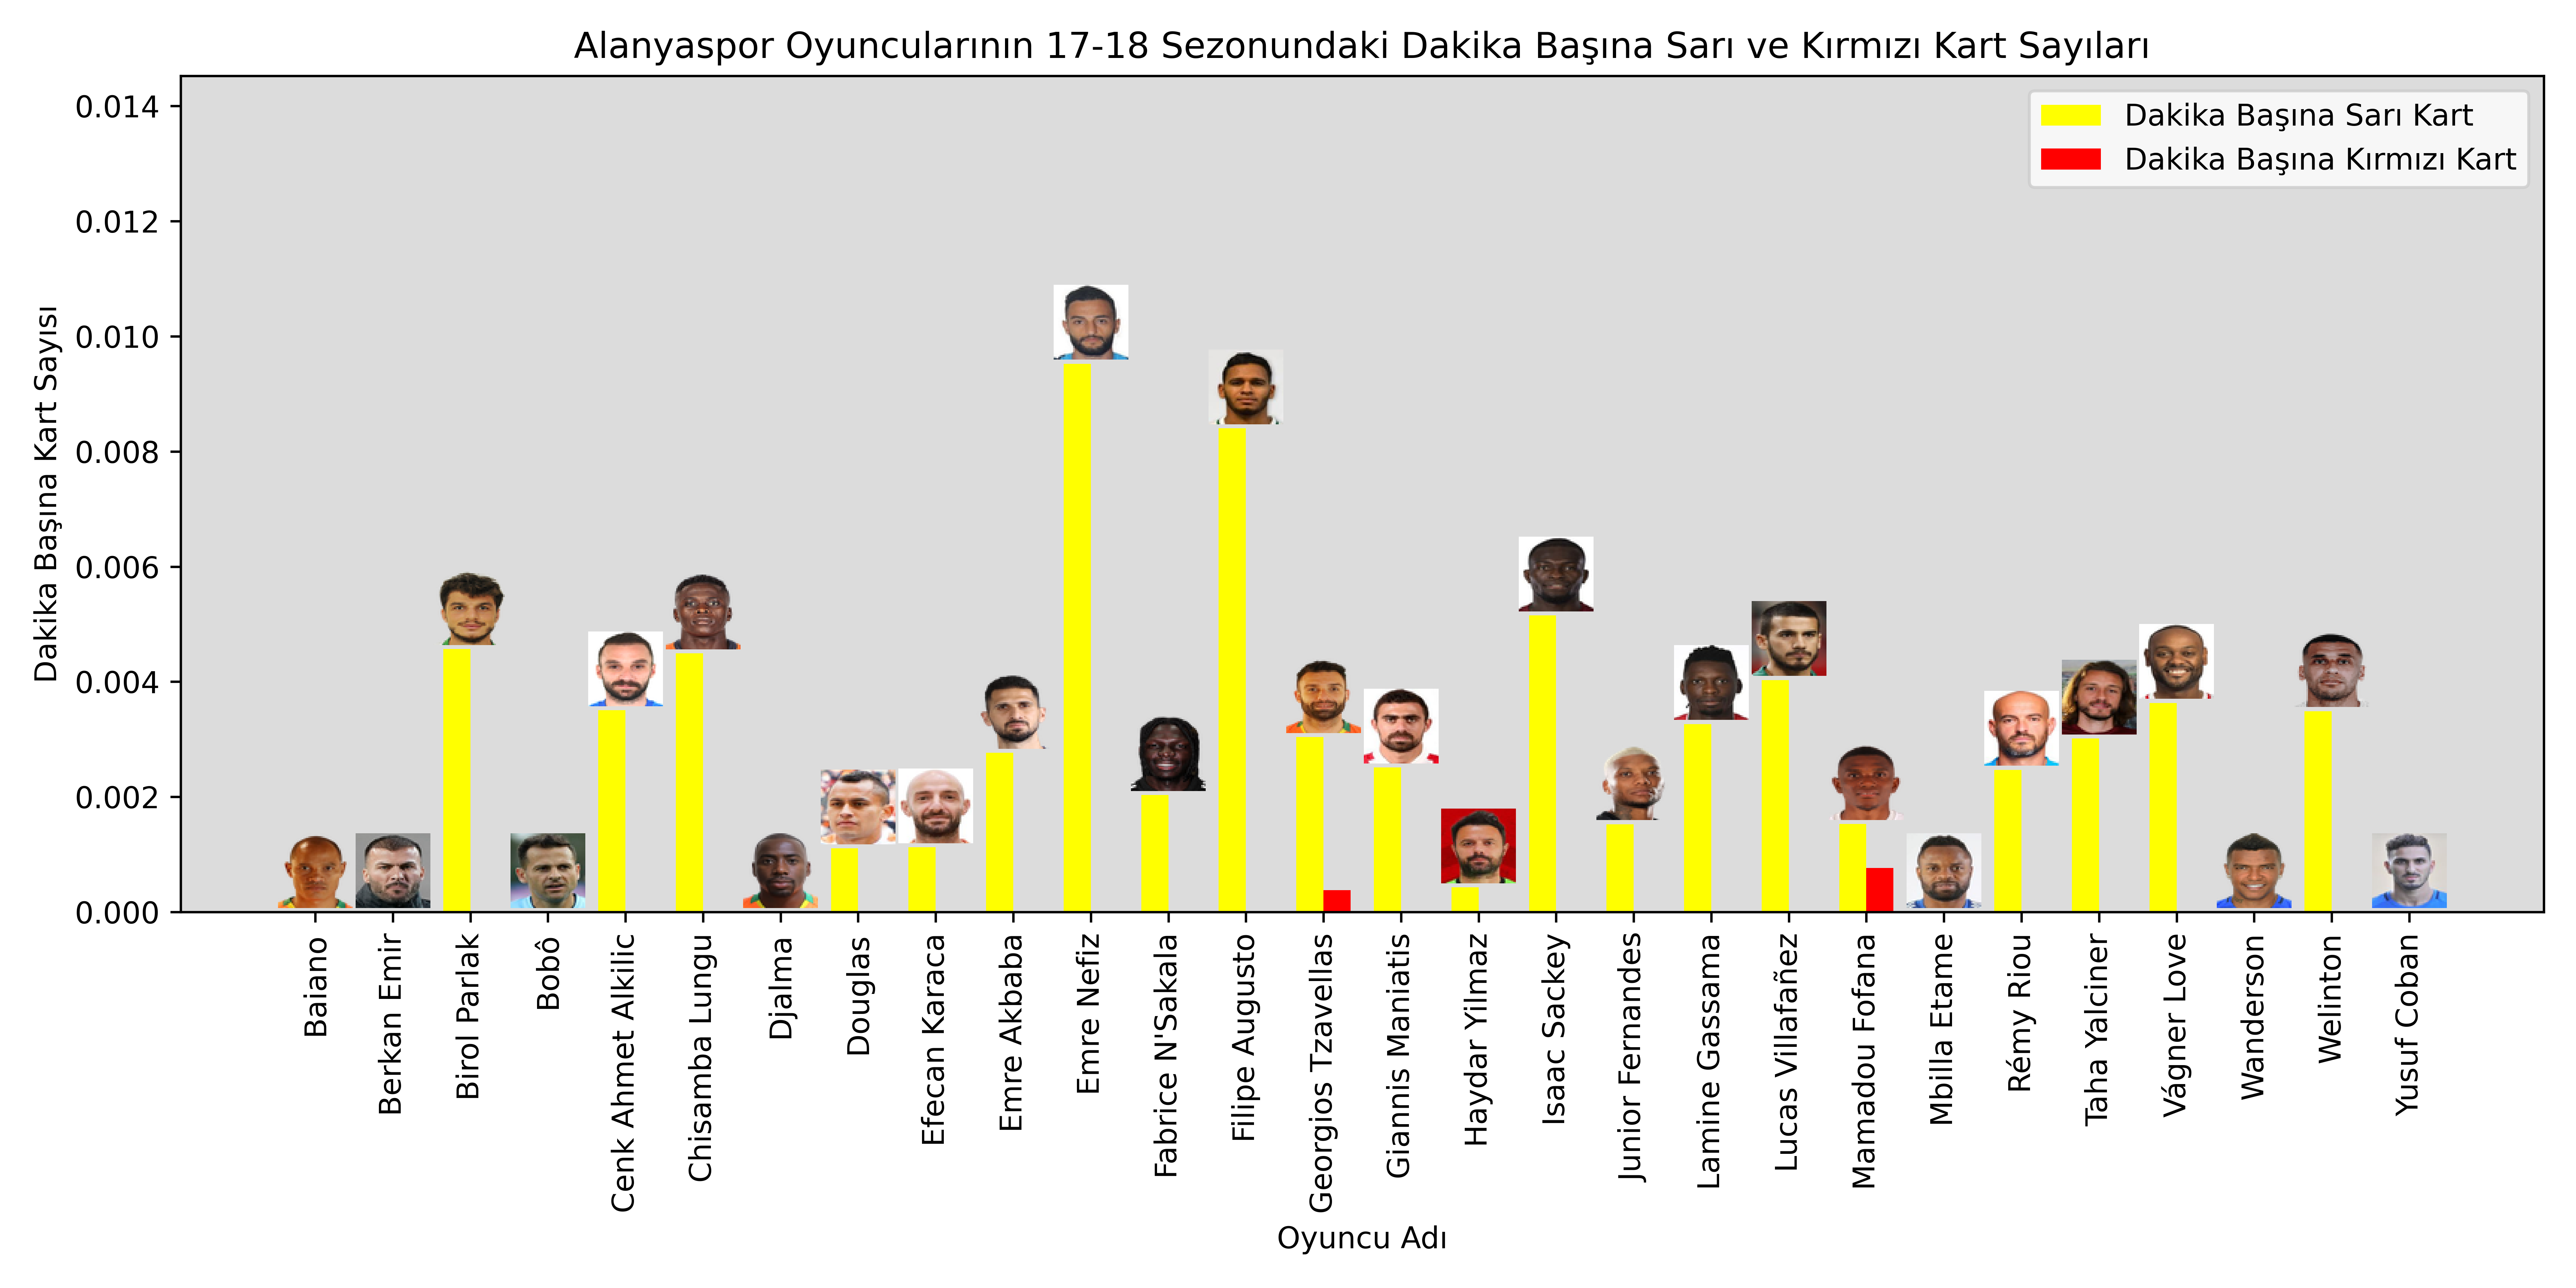 Alanyaspor Oyuncularının 17-18 Sezonundaki Dakika Başına Sarı ve Kırmızı Kart Sayıları
Dakika Başına Sarı Kart
Dakika Başına Kırmızı Kart
Dakika Başına Kart Sayısı
0.014
0.012
0.010
0.008
0.006
0.004
0.002
0.000
Baiano
Berkan Emir
Birol Parlak
Bobô
Cenk Ahmet Alkilic
Chisamba Lungu
Djalma
Douglas
Efecan Karaca
Emre Akbaba
Emre Nefiz
Fabrice N'Sakala
Filipe Augusto
Georgios Tzavellas
Giannis Maniatis
Haydar Yilmaz
Isaac Sackey
Junior Fernandes
Lamine Gassama
Lucas Villafañez
Mamadou Fofana
Mbilla Etame
Rémy Riou
Taha Yalciner
Vágner Love
Wanderson
Welinton
Yusuf Coban
Oyuncu Adı